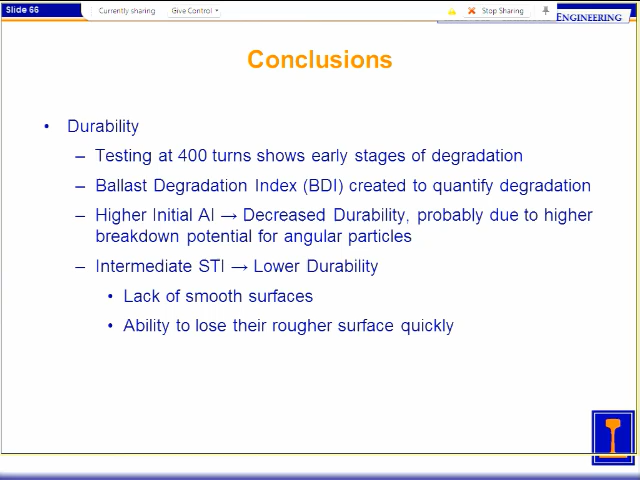 Slide 66
Currently sharing
Give Control
Stop Sharing
ENGINEERING
Conclusions
• Durability
– Testing at 400 turns shows early stages of degradation
– Ballast Degradation Index (BDI) created to quantify degradation
– Higher Initial AI → Decreased Durability, probably due to higher
breakdown potential for angular particles
– Intermediate STI → Lower Durability
• Lack of smooth surfaces
• Ability to lose their rougher surface quickly